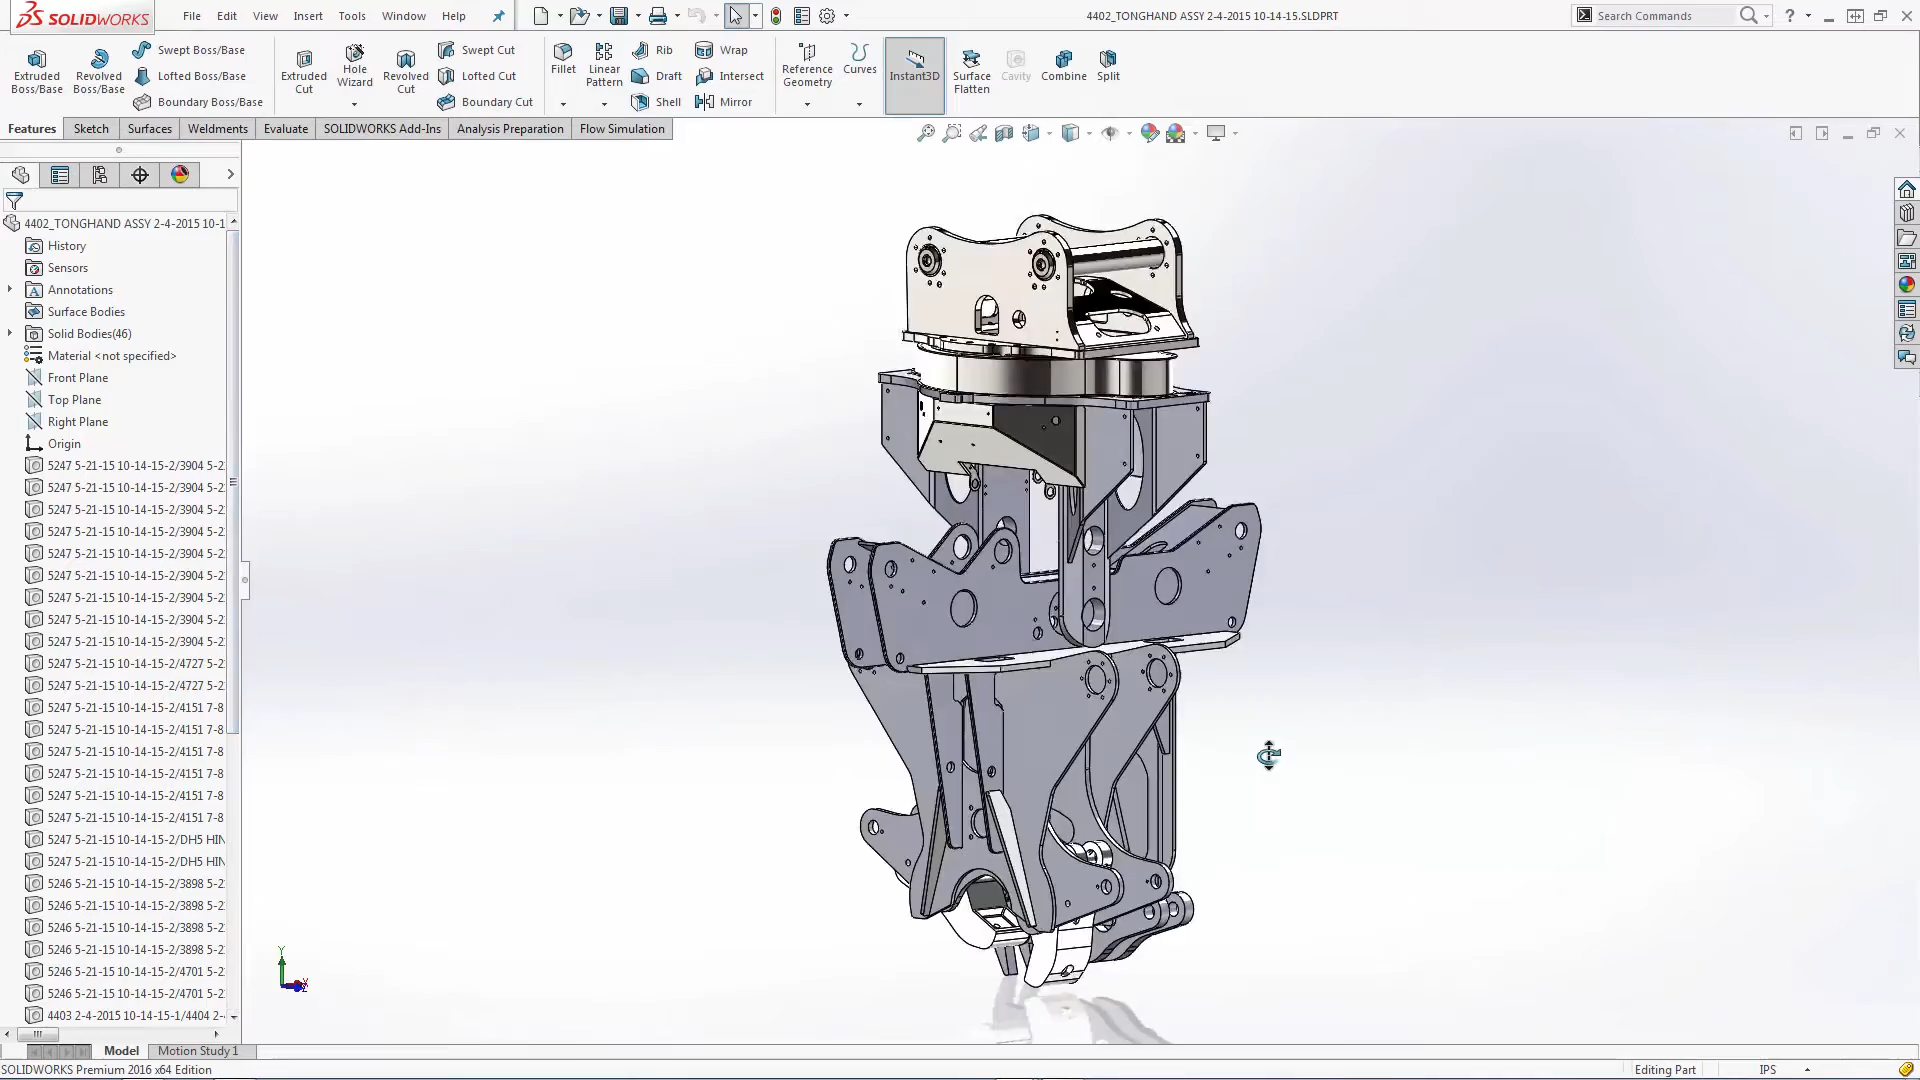 SOLIDWORKS File Edit View Insert Tools Window Help 4402_TONGHAND ASSY 2-4-2015 10-14-15.SLDPRT Search Commands ?
Extruded Boss/Base
Revolved Boss/Base
Swept Boss/Base
Lofted Boss/Base
Boundary Boss/Base
Extruded Cut
Hole Wizard
Revolved Cut
Swept Cut
Lofted Cut
Boundary Cut
Fillet
Linear Pattern
Rib
Draft
Shell
Wrap
Intersect
Mirror
Reference Geometry
Curves
Instant3D
Surface Flatten
Cavity
Combine
Split
Features Sketch Surfaces Weldments Evaluate SOLIDWORKS Add-Ins Analysis Preparation Flow Simulation
4402_TONGHAND ASSY 2-4-2015 10-1
History
Sensors
Annotations
Surface Bodies
Solid Bodies(46)
Material <not specified>
Front Plane
Top Plane
Right Plane
Origin
5247 5-21-15 10-14-15-2/3904 5-2
5247 5-21-15 10-14-15-2/3904 5-2
5247 5-21-15 10-14-15-2/3904 5-2
5247 5-21-15 10-14-15-2/3904 5-2
5247 5-21-15 10-14-15-2/3904 5-2
5247 5-21-15 10-14-15-2/3904 5-2
5247 5-21-15 10-14-15-2/3904 5-2
5247 5-21-15 10-14-15-2/3904 5-2
5247 5-21-15 10-14-15-2/3904 5-2
5247 5-21-15 10-14-15-2/4727 5-2
5247 5-21-15 10-14-15-2/4727 5-2
5247 5-21-15 10-14-15-2/4151 7-8
5247 5-21-15 10-14-15-2/4151 7-8
5247 5-21-15 10-14-15-2/4151 7-8
5247 5-21-15 10-14-15-2/4151 7-8
5247 5-21-15 10-14-15-2/4151 7-8
5247 5-21-15 10-14-15-2/4151 7-8
5247 5-21-15 10-14-15-2/DH5 HIN
5247 5-21-15 10-14-15-2/DH5 HIN
5246 5-21-15 10-14-15-2/3898 5-2
5246 5-21-15 10-14-15-2/3898 5-2
5246 5-21-15 10-14-15-2/3898 5-2
5246 5-21-15 10-14-15-2/3898 5-2
5246 5-21-15 10-14-15-2/4701 5-2
5246 5-21-15 10-14-15-2/4701 5-2
4403 2-4-2015 10-14-15-1/4404 2-
Y
Model Motion Study 1
SOLIDWORKS Premium 2016 x64 Edition Editing Part IPS